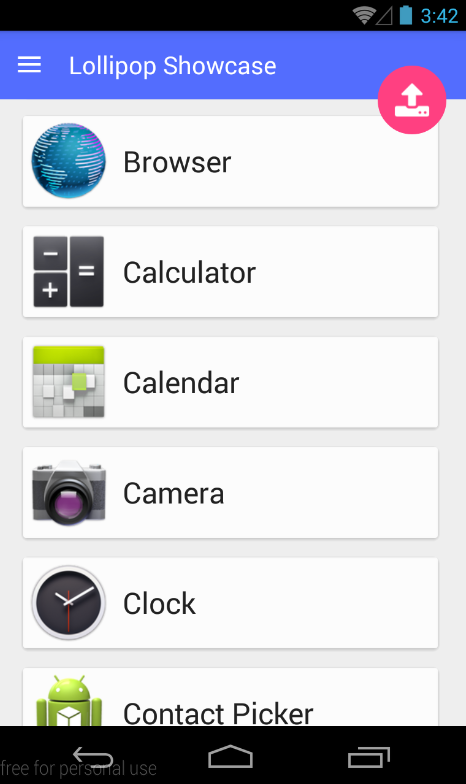 3:42
Lollipop Showcase
Browser
Calculator
Calendar
Camera
Clock
Contact Picker
free for personal use